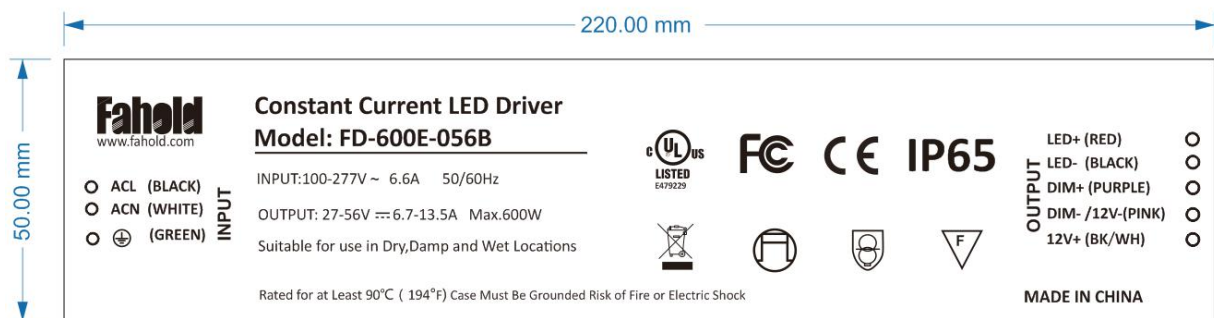 220.00 mm
50.00 mm
Fahold
www.fahold.com
ACL (BLACK)
ACN (WHITE)
(GREEN)
INPUT
Constant Current LED Driver
Model: FD-600E-056B
INPUT:100-277V ~ 6.6A 50/60Hz
OUTPUT: 27-56V ⎓ 6.7-13.5A Max.600W
Suitable for use in Dry,Damp and Wet Locations
Rated for at Least 90℃ ( 194°F) Case Must Be Grounded Risk of Fire or Electric Shock
C UL US
LISTED
E479229
FC
CE
IP65
F
OUTPUT
LED+ (RED)
LED- (BLACK)
DIM+ (PURPLE)
DIM- /12V-(PINK)
12V+ (BK/WH)
MADE IN CHINA